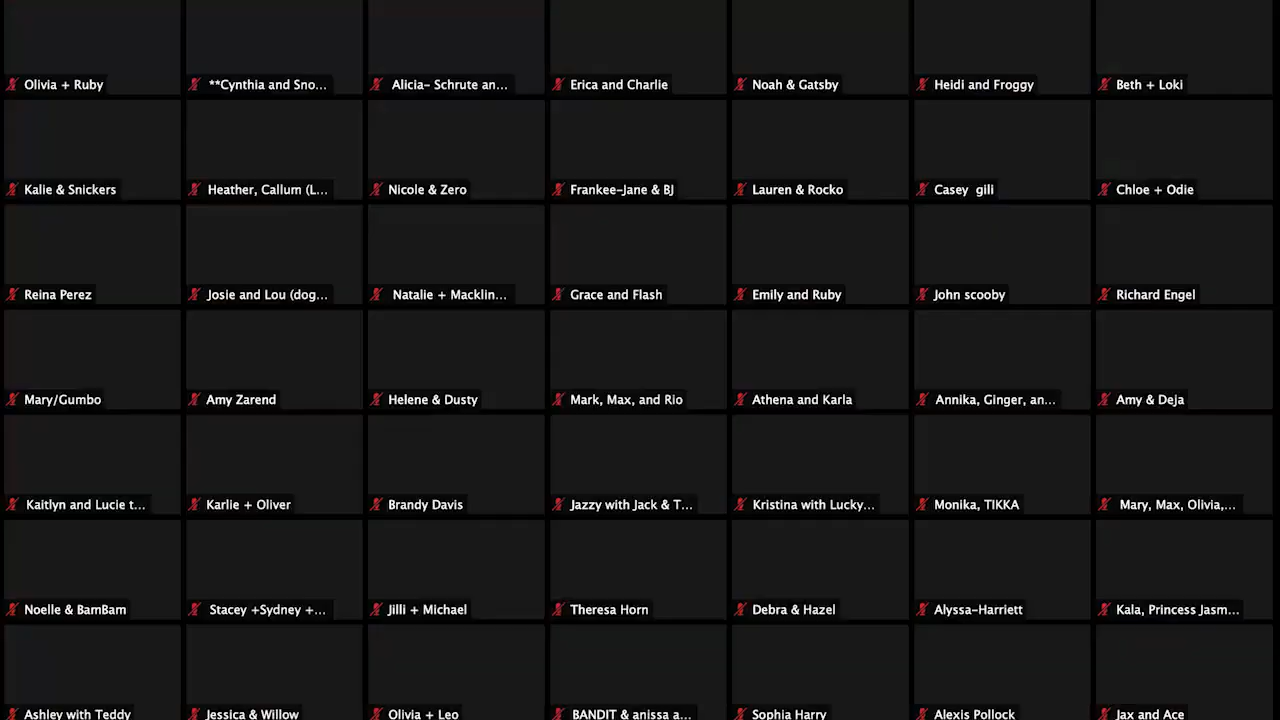 Olivia + Ruby
**Cynthia and Sno...
Alicia- Schrute an...
Erica and Charlie
Noah & Gatsby
Heidi and Froggy
Beth + Loki
Kalie & Snickers
Heather, Callum (L...
Nicole & Zero
Frankee-Jane & BJ
Lauren & Rocko
Casey  gili
Chloe + Odie
Reina Perez
Josie and Lou (dog...
Natalie + Macklin...
Grace and Flash
Emily and Ruby
John scooby
Richard Engel
Mary/Gumbo
Amy Zarend
Helene & Dusty
Mark, Max, and Rio
Athena and Karla
Annika, Ginger, an...
Amy & Deja
Kaitlyn and Lucie t...
Karlie + Oliver
Brandy Davis
Jazzy with Jack & T...
Kristina with Lucky...
Monika, TIKKA
Mary, Max, Olivia,...
Noelle & BamBam
Stacey +Sydney +...
Jilli + Michael
Theresa Horn
Debra & Hazel
Alyssa-Harriett
Kala, Princess Jasm...
Ashley with Teddy
Jessica & Willow
Olivia + Leo
BANDIT & anissa a...
Sophia Harry
Alexis Pollock
Jax and Ace